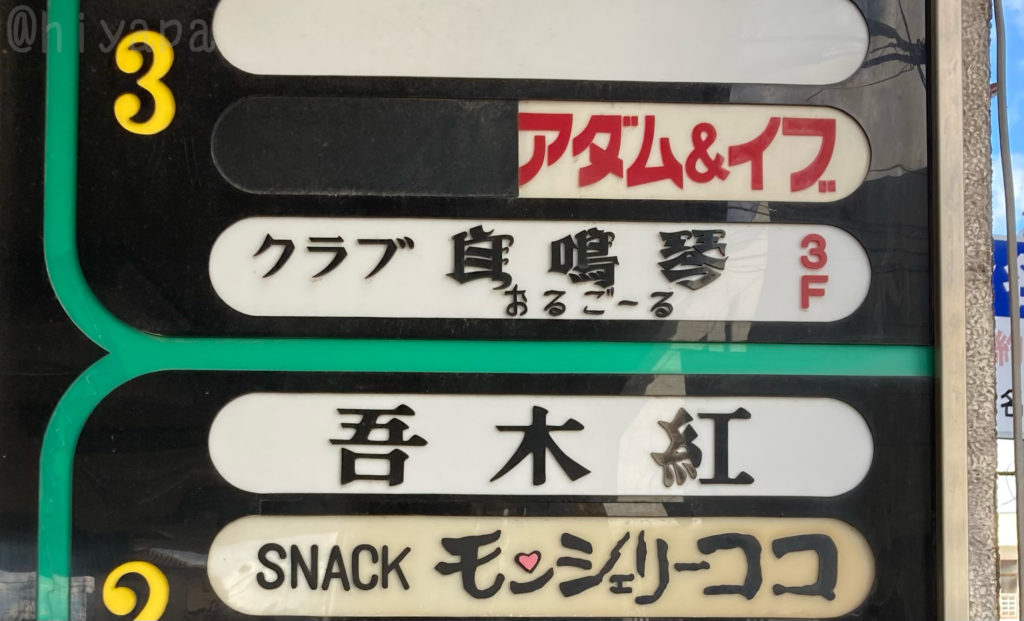 @hiyapa
3
アダム&イブ
クラブ 自鳴琴 3F
おるごーる
吾木紅
2
SNACK モンシェリーココ